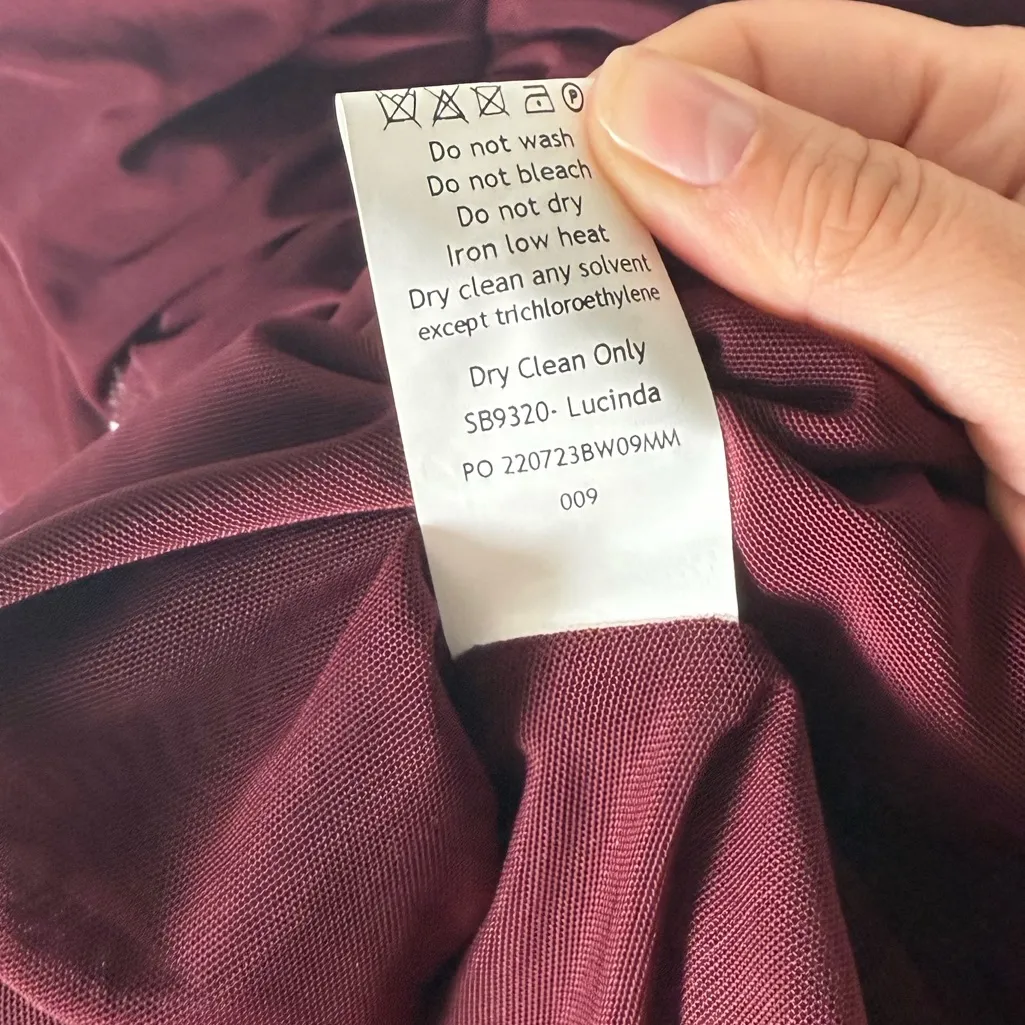 P
Do not wash
Do not bleach
Do not dry
Iron low heat
Dry clean any solvent
except trichloroethylene
Dry Clean Only
SB9320- Lucinda
PO 220723BW09MM
009